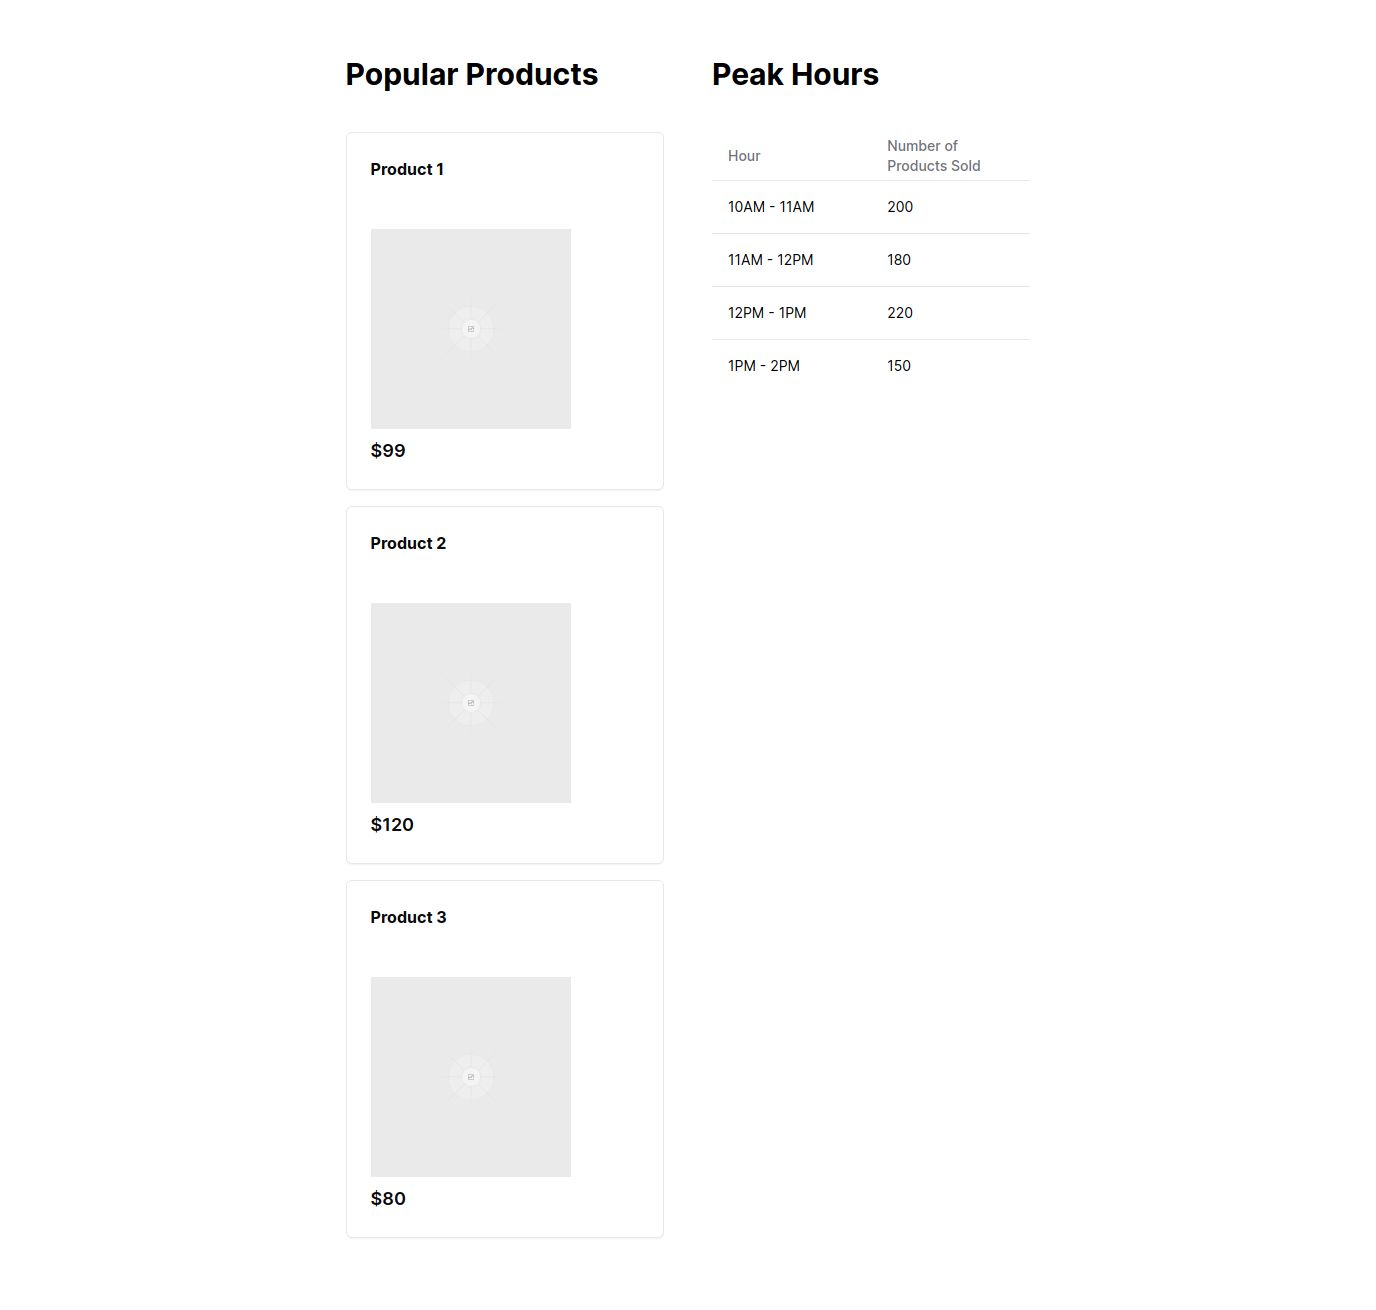 Popular Products
Product 1
$99
Product 2
$120
Product 3
$80
Peak Hours
Hour
Number of
Products Sold
10AM - 11AM 200
11AM - 12PM 180
12PM - 1PM 220
1PM - 2PM 150